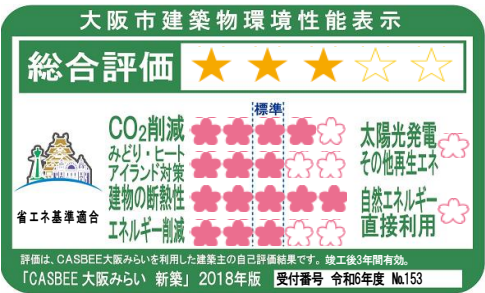 大阪市建築物環境性能表示
総合評価 ★★★☆☆
標準
CO2削減
みどり・ヒート
アイランド対策
建物の断熱性
エネルギー削減
太陽光発電
その他再生エネ
自然エネルギー
直接利用
省エネ基準適合
評価は、CASBEE大阪みらいを利用した建築主の自己評価結果です。竣工後3年間有効。
「CASBEE大阪みらい 新築」2018年版 受付番号 令和6年度 No.153